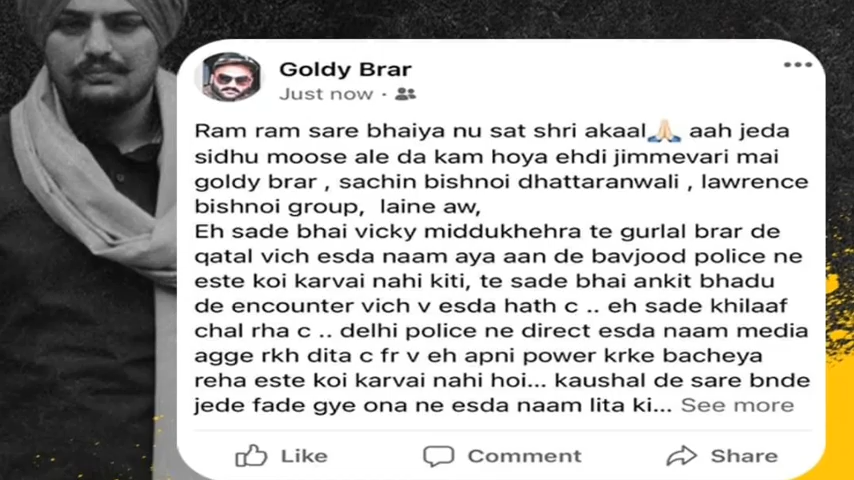 Goldy Brar
Just now
Ram ram sare bhaiya nu sat shri akaal🙏🏻 aah jeda
sidhu moose ale da kam hoya ehdi jimmevari mai
goldy brar , sachin bishnoi dhattaranwali , lawrence
bishnoi group, laine aw,
Eh sade bhai vicky middukhehra te gurlal brar de
qatal vich esda naam aya aan de bavjood police ne
este koi karvai nahi kiti, te sade bhai ankit bhadu
de encounter vich v esda hath c .. eh sade khilaaf
chal rha c .. delhi police ne direct esda naam media
agge rkh dita c fr v eh apni power krke bacheya
reha este koi karvai nahi hoi... kaushal de sare bnde
jede fade gye ona ne esda naam lita ki... See more
Like Comment Share